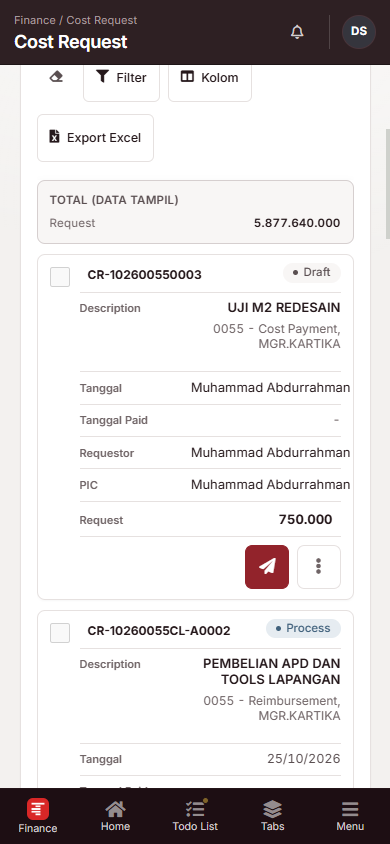 Finance / Cost Request
Cost Request
DS
Filter
Kolom
Export Excel
TOTAL (DATA TAMPIL)
Request 5.877.640.000
CR-102600550003 Draft
Description UJI M2 REDESAIN
0055 - Cost Payment,
MGR.KARTIKA
Tanggal Muhammad Abdurrahman
Tanggal Paid -
Requestor Muhammad Abdurrahman
PIC Muhammad Abdurrahman
Request 750.000
CR-10260055CL-A0002 Process
Description PEMBELIAN APD DAN
TOOLS LAPANGAN
0055 - Reimbursement,
MGR.KARTIKA
Tanggal 25/10/2026
Finance Home Todo List Tabs Menu